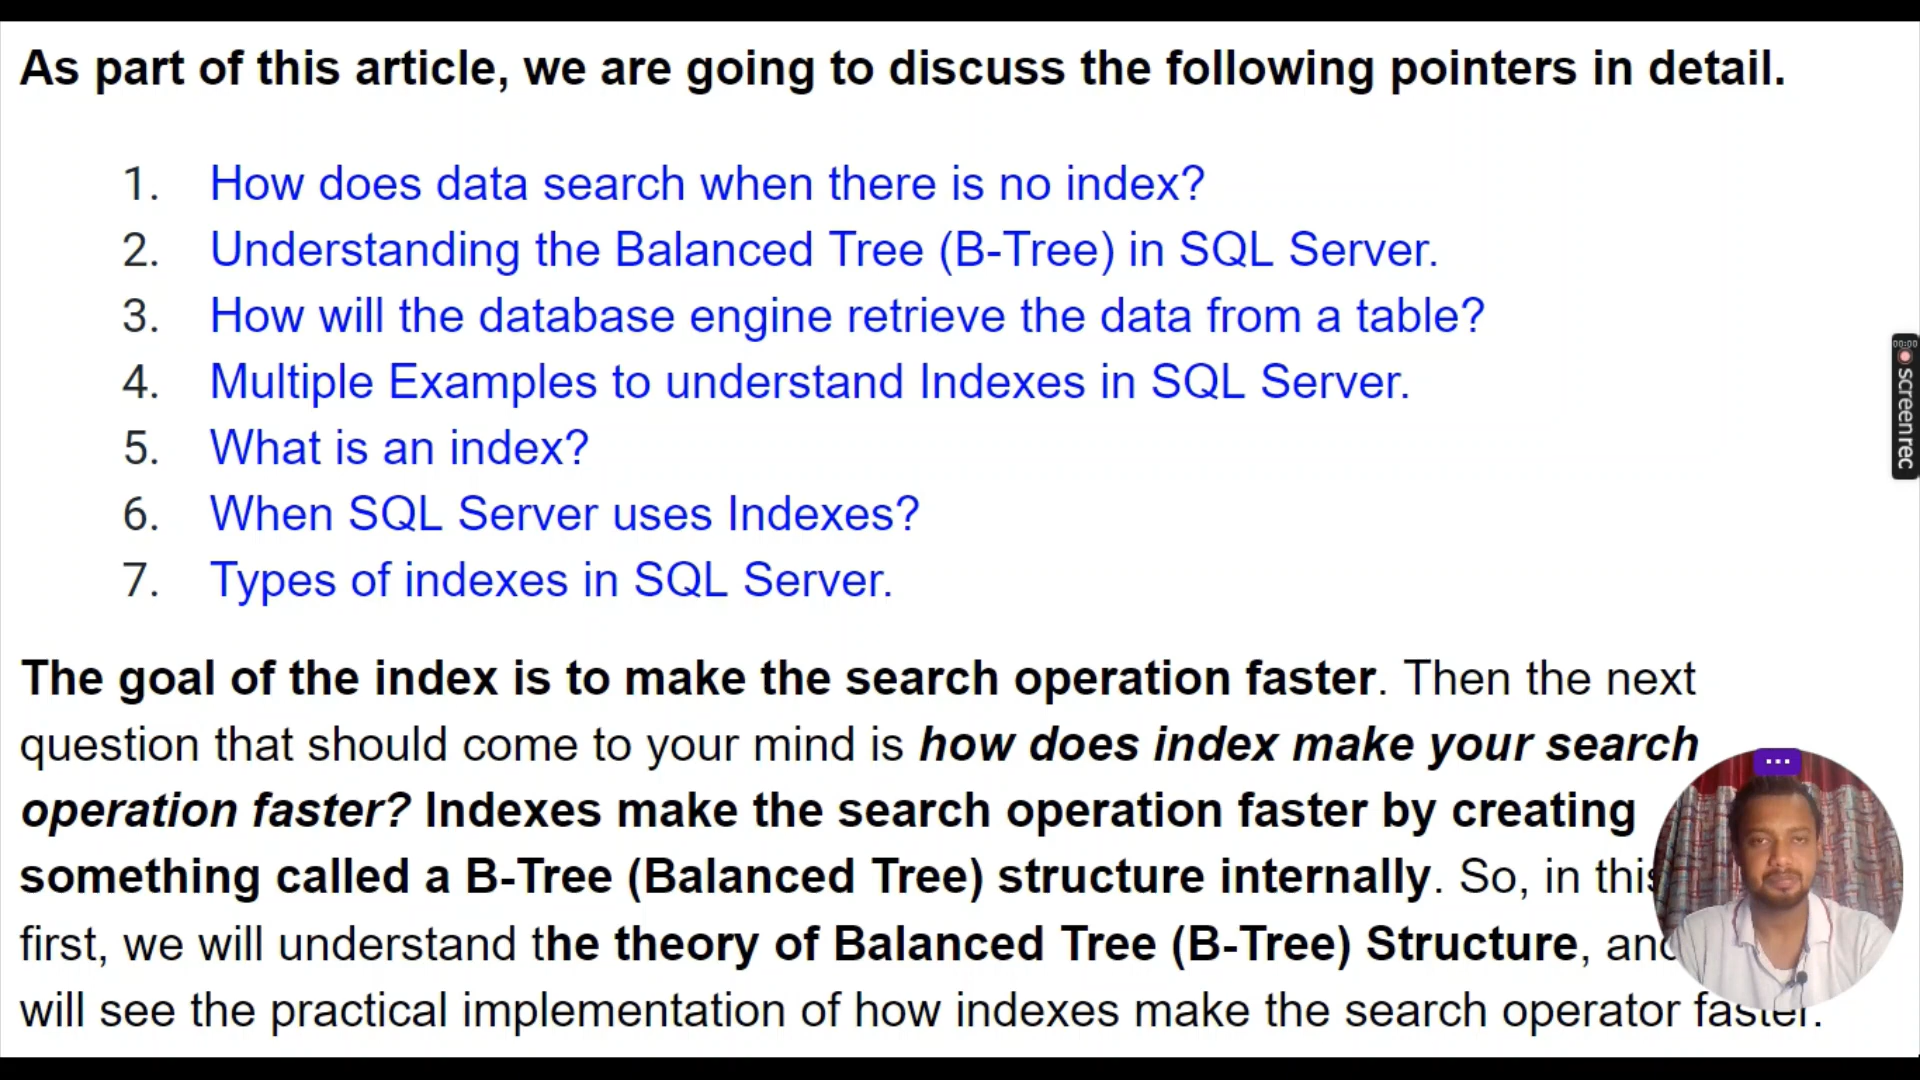 As part of this article, we are going to discuss the following pointers in detail.
1. How does data search when there is no index?
2. Understanding the Balanced Tree (B-Tree) in SQL Server.
3. How will the database engine retrieve the data from a table?
4. Multiple Examples to understand Indexes in SQL Server.
5. What is an index?
6. When SQL Server uses Indexes?
7. Types of indexes in SQL Server.
The goal of the index is to make the search operation faster. Then the next
question that should come to your mind is how does index make your search
operation faster? Indexes make the search operation faster by creating
something called a B-Tree (Balanced Tree) structure internally. So, in this
first, we will understand the theory of Balanced Tree (B-Tree) Structure, and
will see the practical implementation of how indexes make the search operator faster.
00:00
screenrec